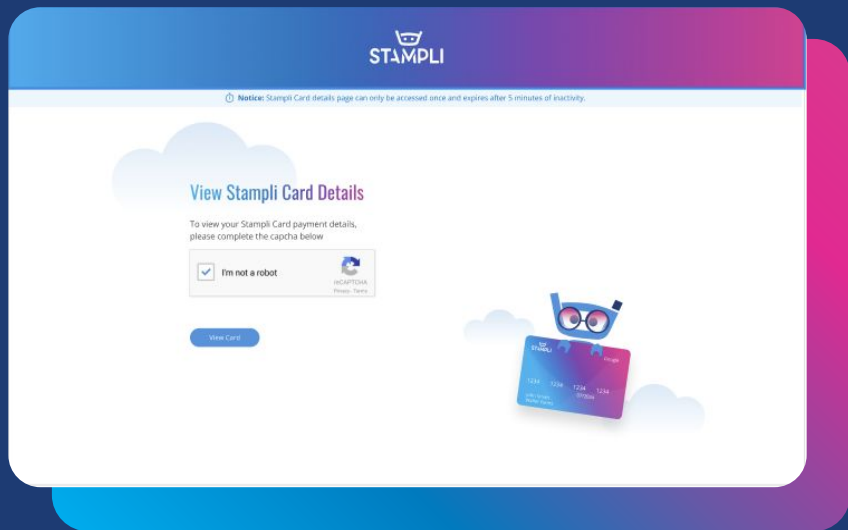 STAMPLI
Notice: Stampli Card details page can only be accessed once and expires after 5 minutes of inactivity.
View Stampli Card Details
To view your Stampli Card payment details,
please complete the capcha below
I'm not a robot
reCAPTCHA
Privacy - Terms
View Card
STAMPLI
Google
1234 1234 1234 1234